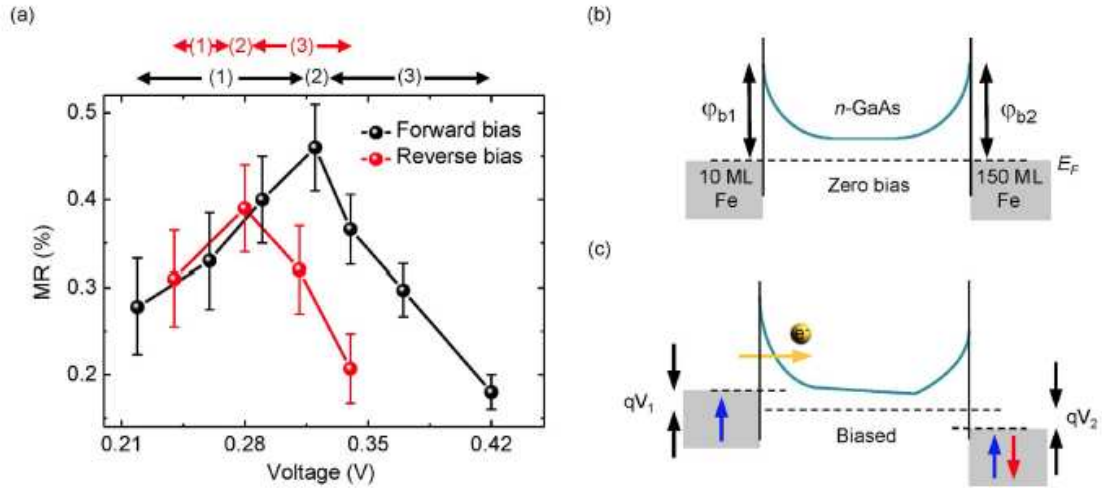 (a)
(1) (2) (3)
(1) (2) (3)
0.5
0.4
0.3
0.2
MR (%)
Forward bias
Reverse bias
0.21 0.28 0.35 0.42
Voltage (V)
(b)
φb1
n-GaAs
φb2
10 ML
Fe
Zero bias
150 ML
Fe
EF
(c)
e-
qV1
Biased
qV2